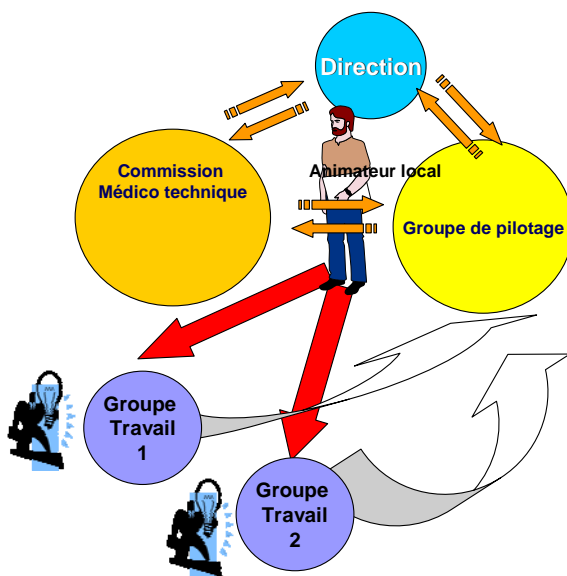 Direction
Commission
Médico technique
Animateur local
Groupe de pilotage
Groupe
Travail
1
Groupe
Travail
2